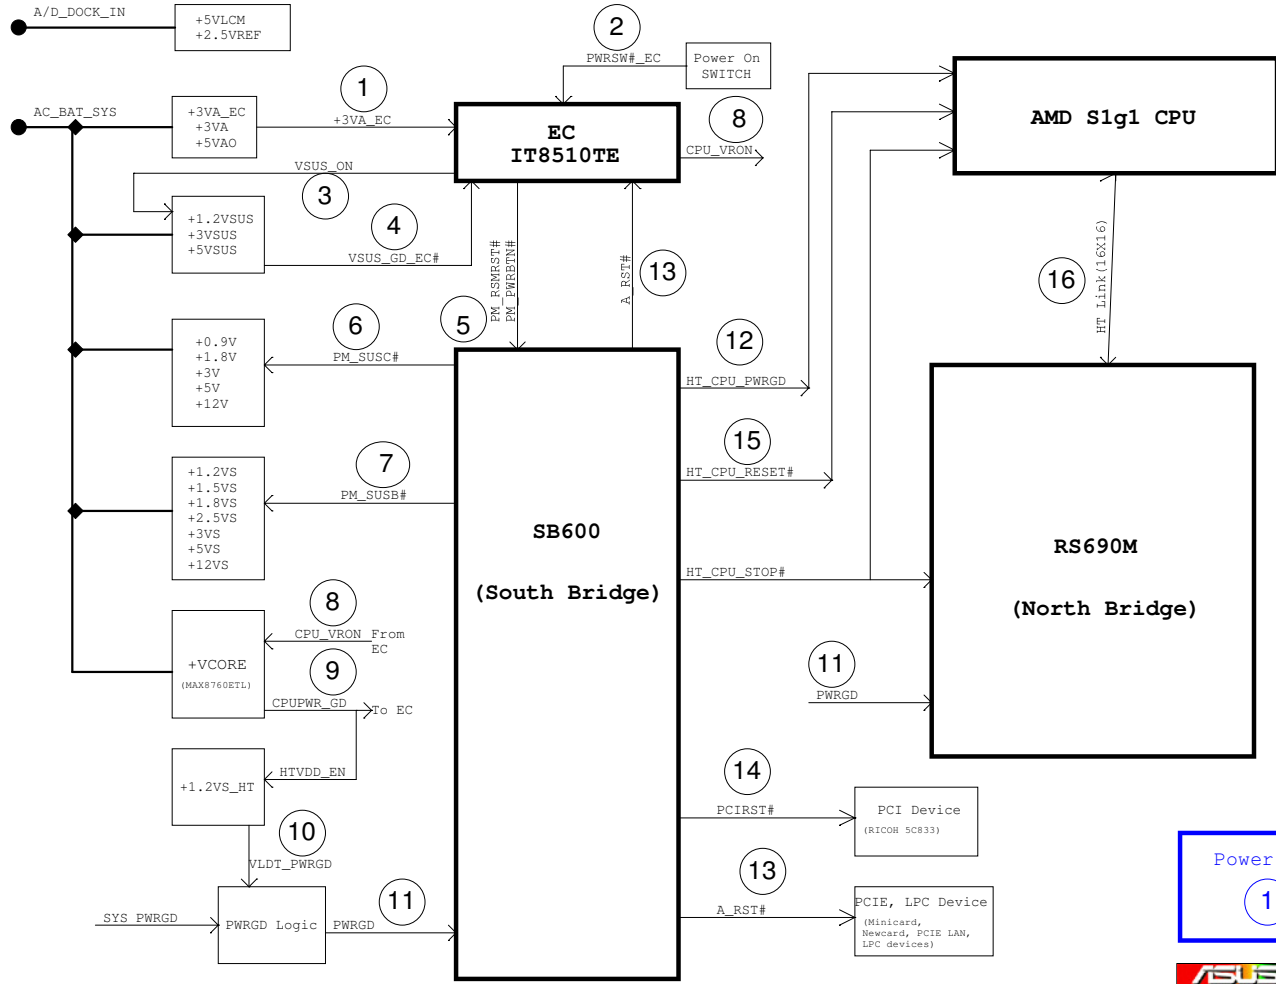 A/D_DOCK_IN
+5VLCM
+2.5VREF
2
PWRSW#_EC
Power On
SWITCH
1
AC_BAT_SYS
+3VA_EC
+3VA
+5VAO
+3VA_EC
EC
IT8510TE
8
CPU_VRON
AMD S1g1 CPU
VSUS_ON
3
+1.2VSUS
+3VSUS
+5VSUS
4
VSUS_GD_EC#
PM_RSMRST#
PM_PWRBTN#
A_RST#
13
16
HT Link(16X16)
5
6
PM_SUSC#
+0.9V
+1.8V
+3V
+5V
+12V
12
HT_CPU_PWRGD
7
PM_SUSB#
+1.2VS
+1.5VS
+1.8VS
+2.5VS
+3VS
+5VS
+12VS
15
HT_CPU_RESET#
SB600
(South Bridge)
HT_CPU_STOP#
RS690M
(North Bridge)
8
CPU_VRON From
EC
+VCORE
(MAX8760ETL)
9
CPUPWR_GD
To EC
11
PWRGD
HTVDD_EN
+1.2VS_HT
14
PCIRST#
PCI Device
(RICOH 5C833)
10
VLDT_PWRGD
Power
1
SYS PWRGD
PWRGD Logic
11
PWRGD
13
A_RST#
PCIE, LPC Device
(Minicard,
Newcard, PCIE LAN,
LPC devices)
ASUS